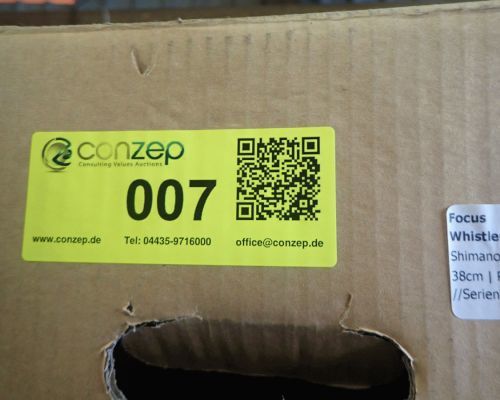 conzep
Consulting Values Auctions
007
www.conzep.de Tel: 04435-9716000 office@conzep.de
Focus
Whistle
Shimano
38cm |
//Serien